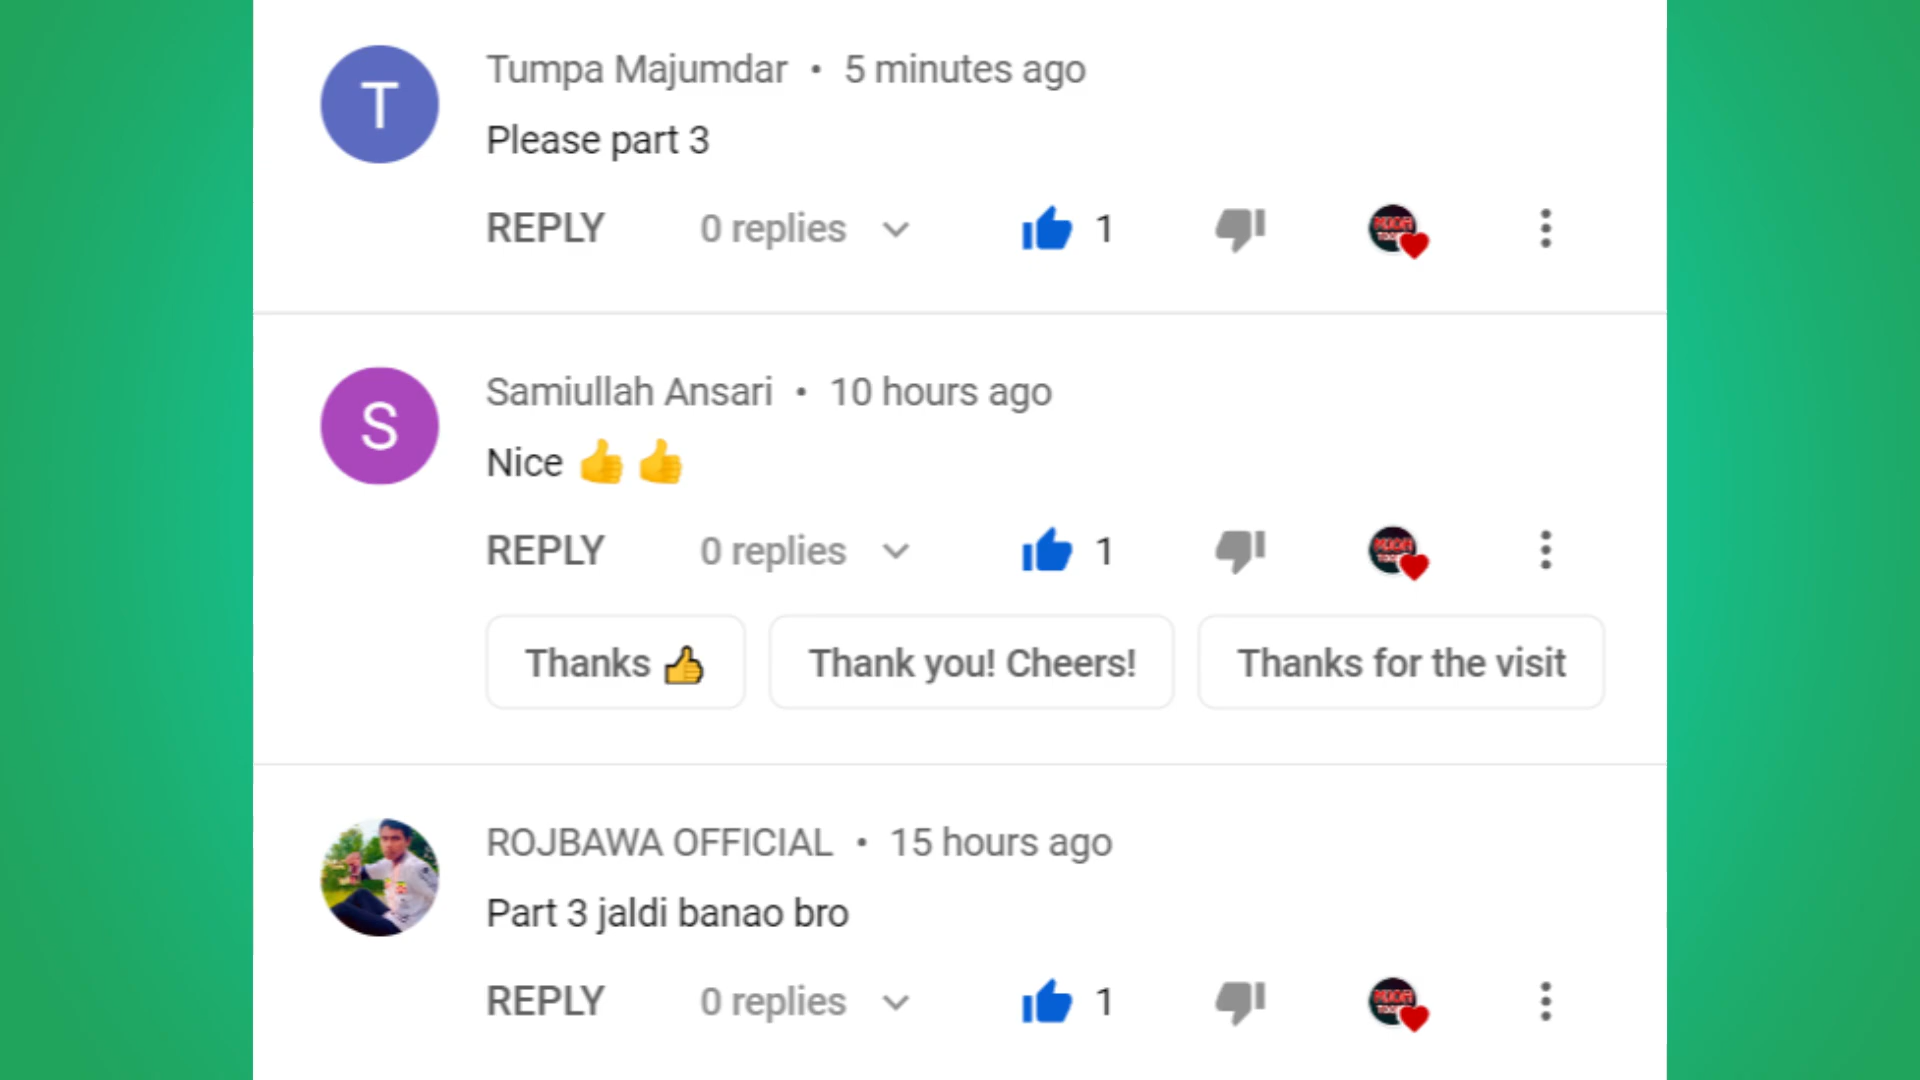 T
Tumpa Majumdar • 5 minutes ago
Please part 3
REPLY 0 replies 1
S
Samiullah Ansari • 10 hours ago
Nice 👍 👍
REPLY 0 replies 1
Thanks 👍 Thank you! Cheers! Thanks for the visit
ROJBAWA OFFICIAL • 15 hours ago
Part 3 jaldi banao bro
REPLY 0 replies 1